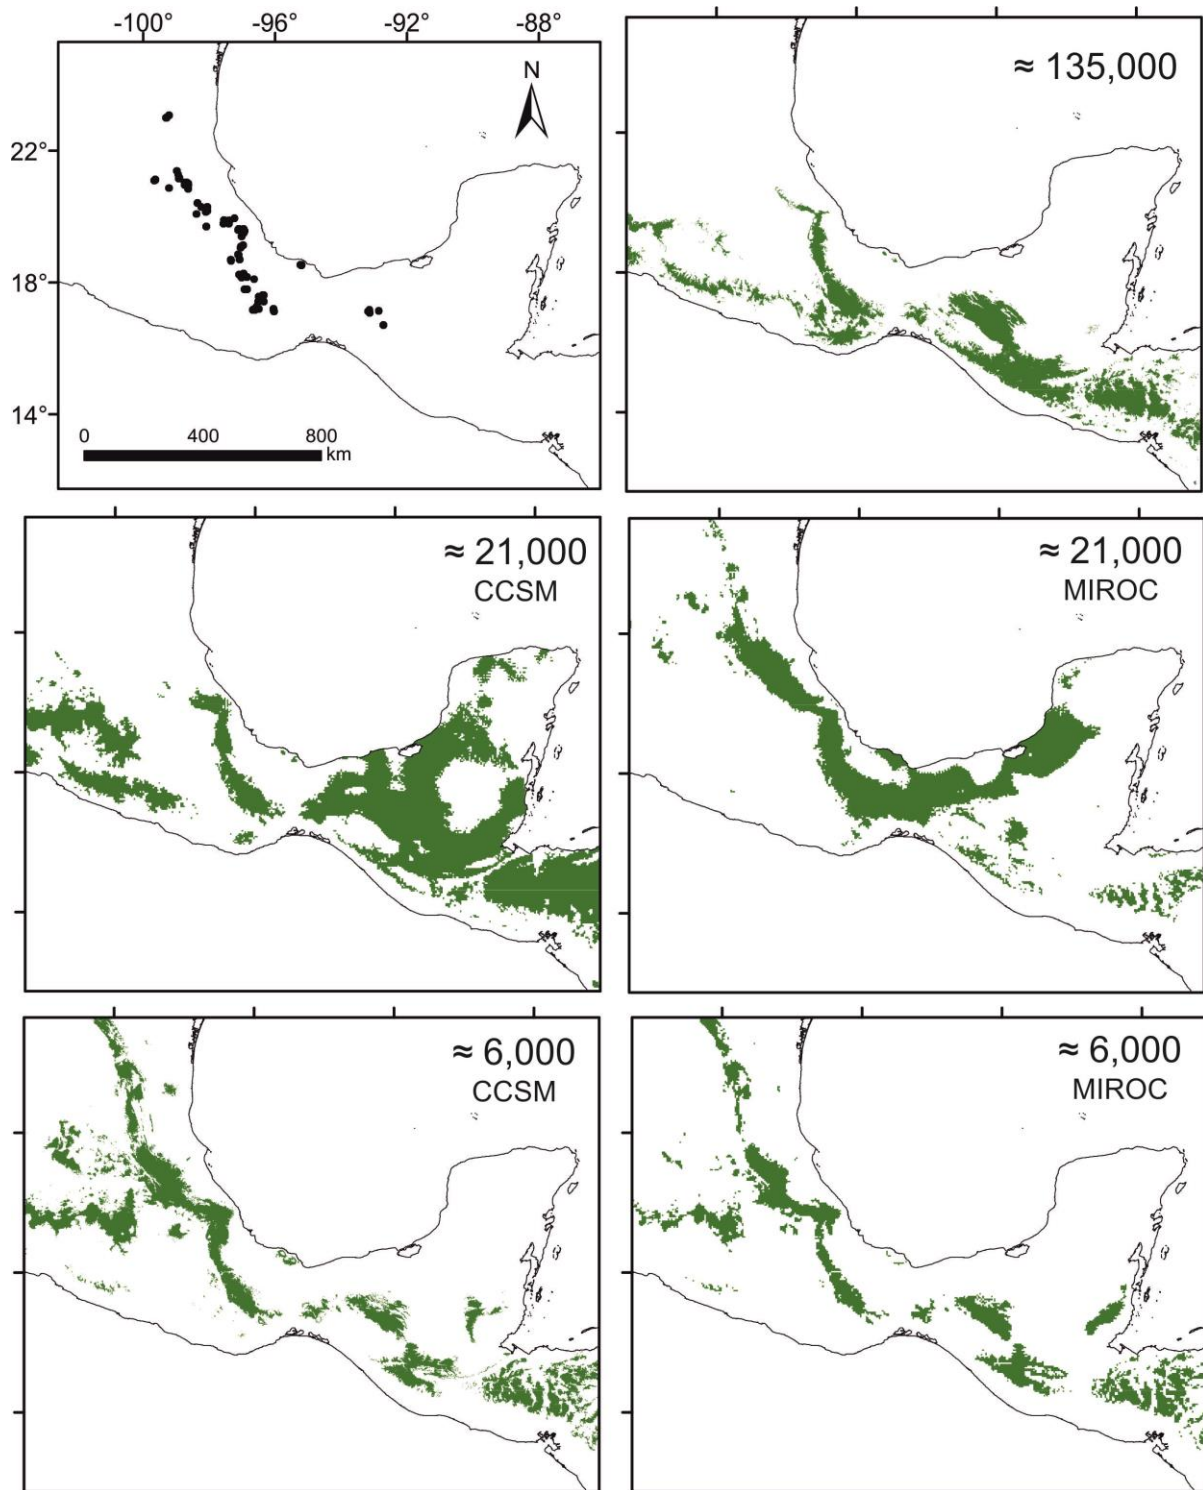 -100° -96° -92° -88°
N
≈ 135,000
22°
18°
14°
0 400 800
km
≈ 21,000
CCSM
≈ 21,000
MIROC
≈ 6,000
CCSM
≈ 6,000
MIROC